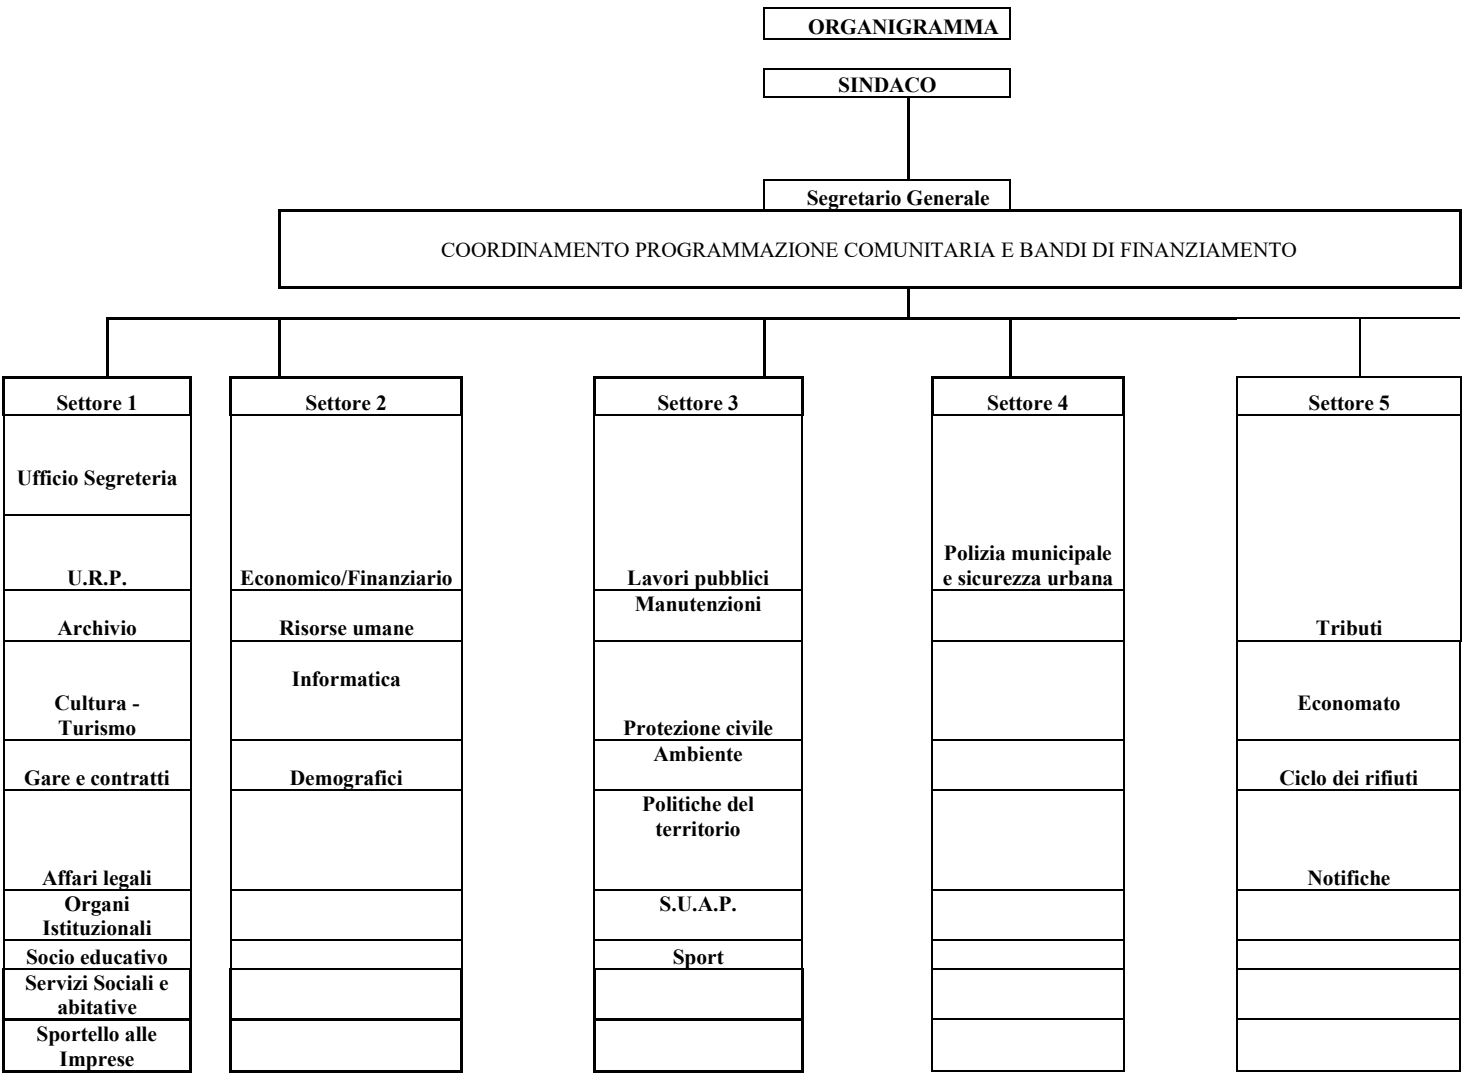 ORGANIGRAMMA
SINDACO
Segretario Generale
COORDINAMENTO PROGRAMMAZIONE COMUNITARIA E BANDI DI FINANZIAMENTO
Settore 1
Ufficio Segreteria
U.R.P.
Archivio
Cultura -
Turismo
Gare e contratti
Affari legali
Organi
Istituzionali
Socio educativo
Servizi Sociali e
abitative
Sportello alle
Imprese
Settore 2
Economico/Finanziario
Risorse umane
Informatica
Demografici
Settore 3
Lavori pubblici
Manutenzioni
Protezione civile
Ambiente
Politiche del
territorio
S.U.A.P.
Sport
Settore 4
Polizia municipale
e sicurezza urbana
Settore 5
Tributi
Economato
Ciclo dei rifiuti
Notifiche